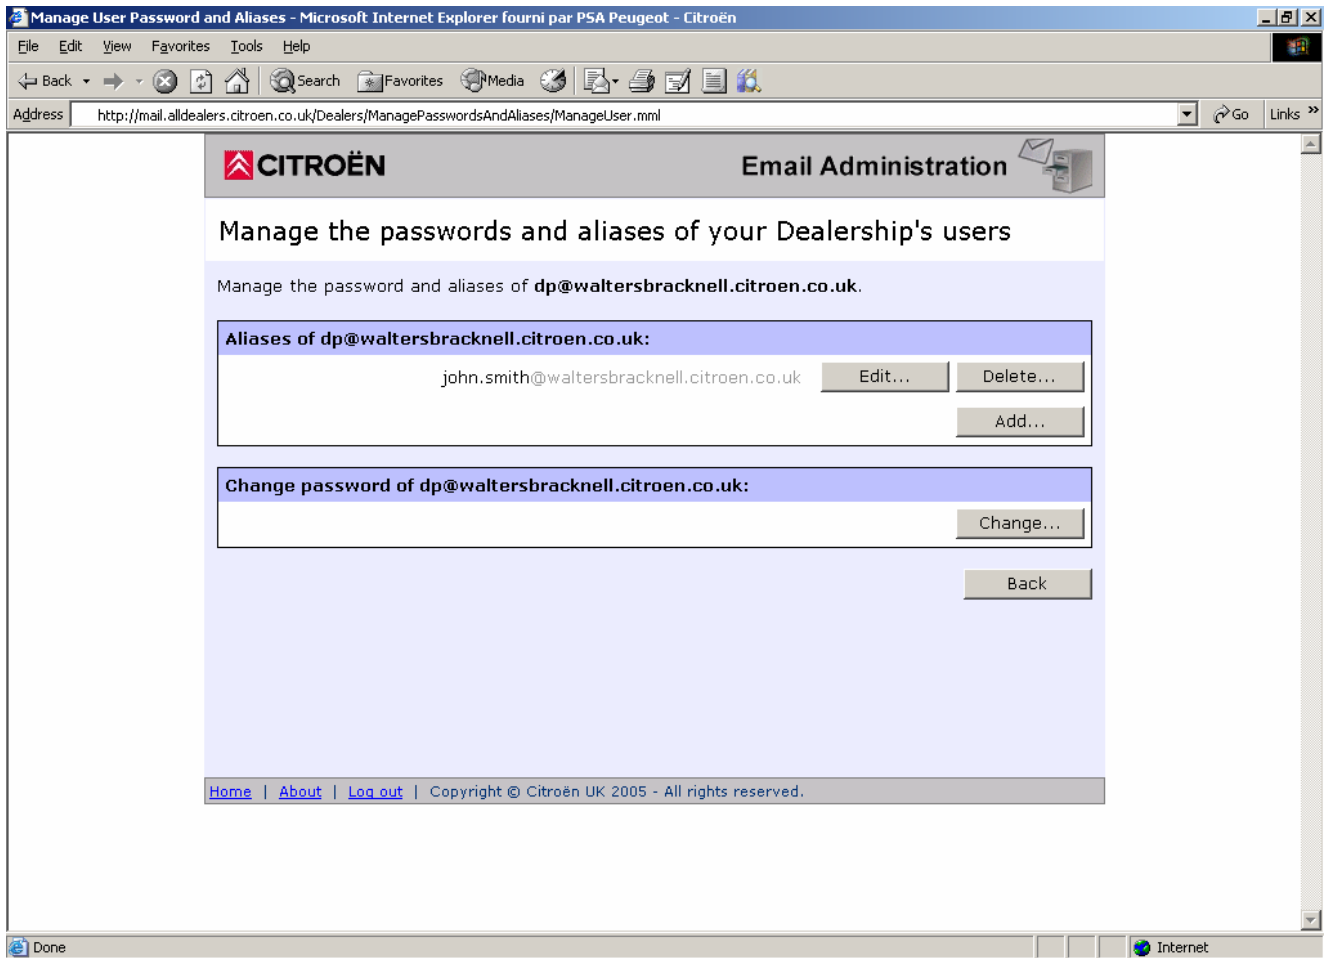 Manage User Password and Aliases - Microsoft Internet Explorer fourni par PSA Peugeot - Citroën
File Edit View Favorites Tools Help
Back Search Favorites Media
Address http://mail.alldealers.citroen.co.uk/Dealers/ManagePasswordsAndAliases/ManageUser.mml Go Links »
CITROËN Email Administration
Manage the passwords and aliases of your Dealership's users
Manage the password and aliases of dp@waltersbracknell.citroen.co.uk.
Aliases of dp@waltersbracknell.citroen.co.uk:
john.smith@waltersbracknell.citroen.co.uk Edit... Delete...
Add...
Change password of dp@waltersbracknell.citroen.co.uk:
Change...
Back
Home | About | Log out | Copyright © Citroën UK 2005 - All rights reserved.
Done Internet